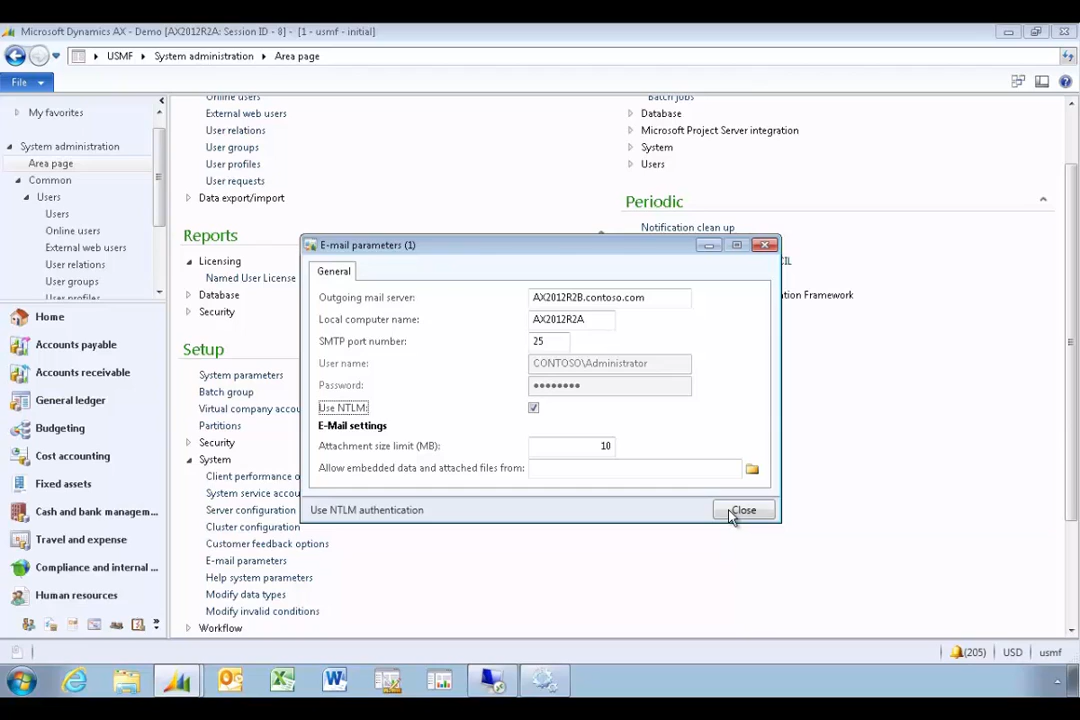 Microsoft Dynamics AX - Demo [AX2012R2A: Session ID - 8] - [1 - usmf - initial]
USMF
System administration
Area page
File
My favorites
System administration
Area page
Common
Users
Users
Online users
External web users
User relations
User groups
User profiles
Home
Accounts payable
Accounts receivable
General ledger
Budgeting
Cost accounting
Fixed assets
Cash and bank managem...
Travel and expense
Compliance and internal ...
Human resources
Online users
External web users
User relations
User groups
User profiles
User requests
Data export/import
Reports
Licensing
Named User License
Database
Security
Setup
System parameters
Batch group
Virtual company accou
Partitions
Security
System
Client performance o
System service accou
Server configuration
Cluster configuration
Customer feedback options
E-mail parameters
Help system parameters
Modify data types
Modify invalid conditions
Workflow
Batch jobs
Database
Microsoft Project Server integration
System
Users
Periodic
Notification clean up
CIL
tion Framework
E-mail parameters (1)
General
Outgoing mail server: AX2012R2B.contoso.com
Local computer name: AX2012R2A
SMTP port number: 25
User name: CONTOSO\Administrator
Password: ●●●●●●●●
Use NTLM:
E-Mail settings
Attachment size limit (MB): 10
Allow embedded data and attached files from:
Use NTLM authentication
Close
(205)
USD
usmf